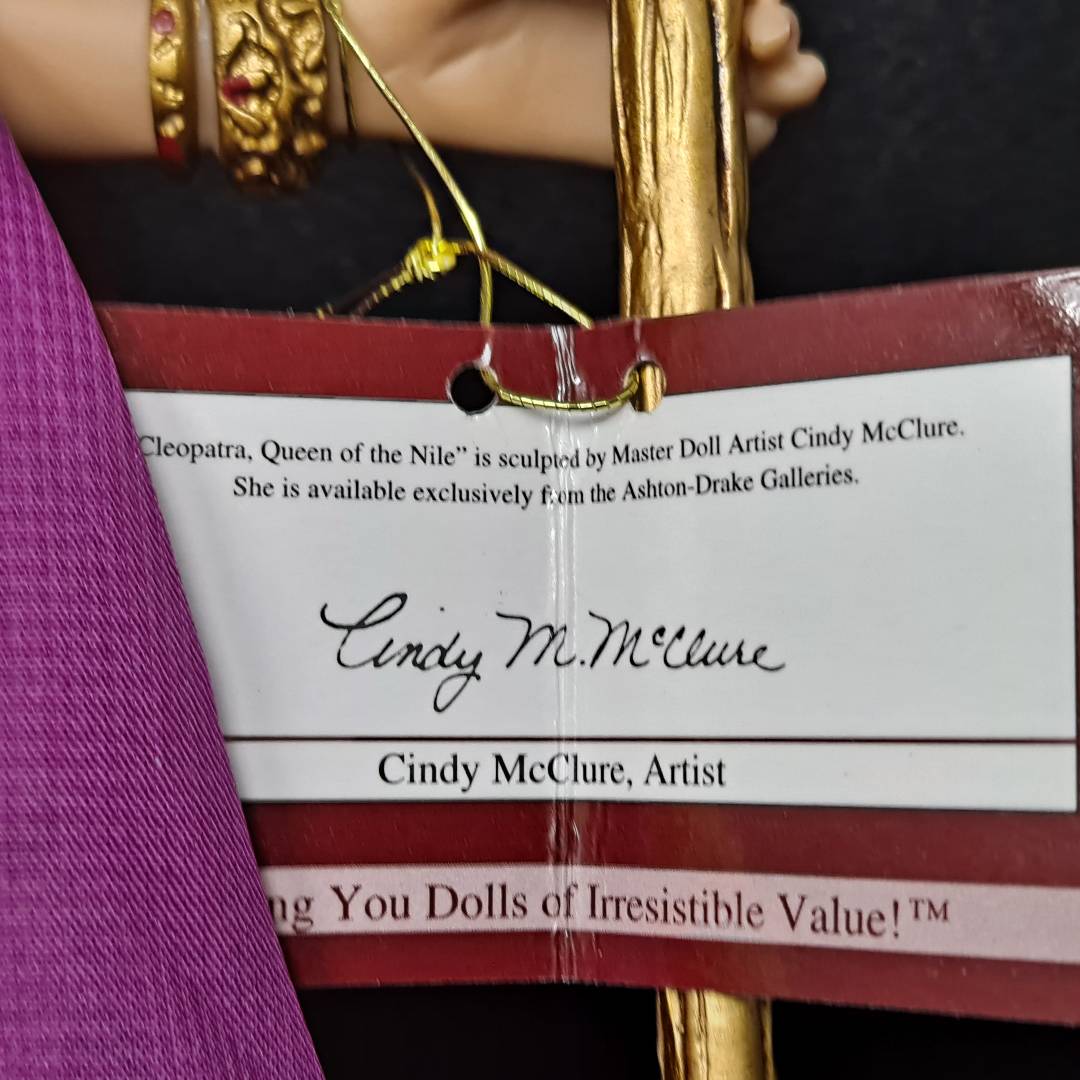 Cleopatra, Queen of the Nile” is sculpted by Master Doll Artist Cindy McClure.
She is available exclusively from the Ashton-Drake Galleries.
Cindy M. McClure
Cindy McClure, Artist
ng You Dolls of Irresistible Value!™